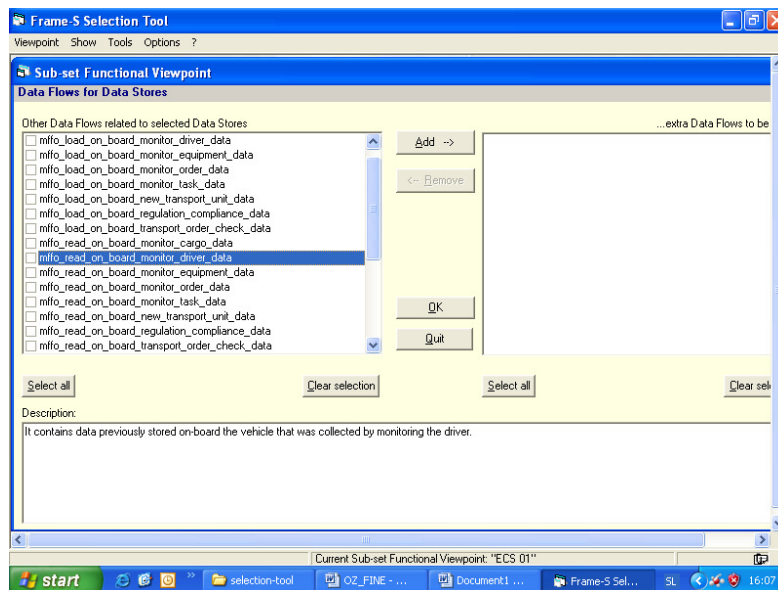 Frame-S Selection Tool
Viewpoint Show Tools Options ?
Sub-set Functional Viewpoint
Data Flows for Data Stores
Other Data Flows related to selected Data Stores
...extra Data Flows to be
mffo_load_on_board_monitor_driver_data
mffo_load_on_board_monitor_equipment_data
mffo_load_on_board_monitor_order_data
mffo_load_on_board_monitor_task_data
mffo_load_on_board_new_transport_unit_data
mffo_load_on_board_regulation_compliance_data
mffo_load_on_board_transport_order_check_data
mffo_read_on_board_monitor_cargo_data
mffo_read_on_board_monitor_driver_data
mffo_read_on_board_monitor_equipment_data
mffo_read_on_board_monitor_order_data
mffo_read_on_board_monitor_task_data
mffo_read_on_board_new_transport_unit_data
mffo_read_on_board_regulation_compliance_data
mffo_read_on_board_transport_order_check_data
Add -->
<-- Remove
OK
Quit
Select all
Clear selection
Select all
Clear sele
Description:
It contains data previously stored on-board the vehicle that was collected by monitoring the driver.
Current Sub-set Functional Viewpoint: "ECS 01"
start
selection-tool
OZ_FINE - ...
Document1 ...
Frame-S Sel...
SL
16:07